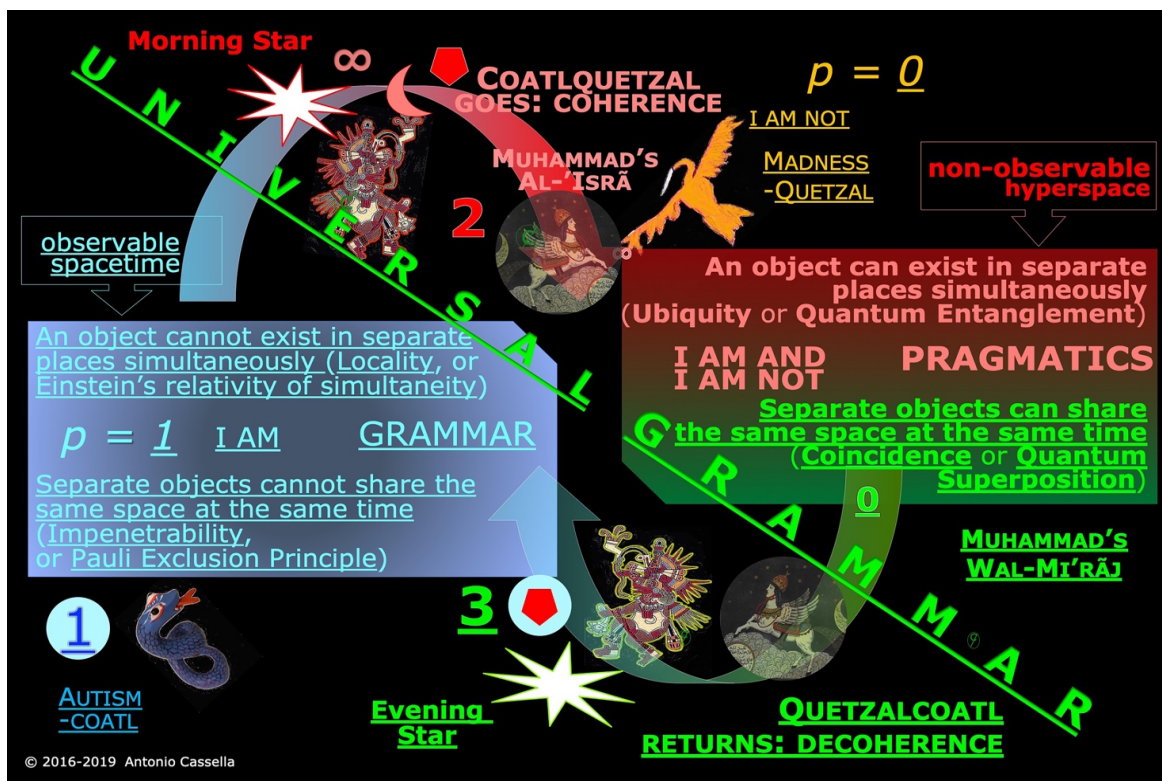 Morning Star
∞
COATLQUETZAL
GOES: COHERENCE
p = 0
I AM NOT
MADNESS
-QUETZAL
MUHAMMAD'S
AL-'ISRÃ
2
∞
non-observable
hyperspace
observable
spacetime
UNIVERSAL GRAMMAR
An object can exist in separate
places simultaneously
(Ubiquity or Quantum Entanglement)
I AM AND
I AM NOT
PRAGMATICS
Separate objects can share
the same space at the same time
(Coincidence or Quantum
Superposition)
0
An object cannot exist in separate
places simultaneously (Locality, or
Einstein's relativity of simultaneity)
p = 1
I AM
GRAMMAR
Separate objects cannot share the
same space at the same time
(Impenetrability,
or Pauli Exclusion Principle)
MUHAMMAD'S
WAL-MI'RÃJ
1
AUTISM
-COATL
3
Evening
Star
QUETZALCOATL
RETURNS: DECOHERENCE
© 2016-2019 Antonio Cassella